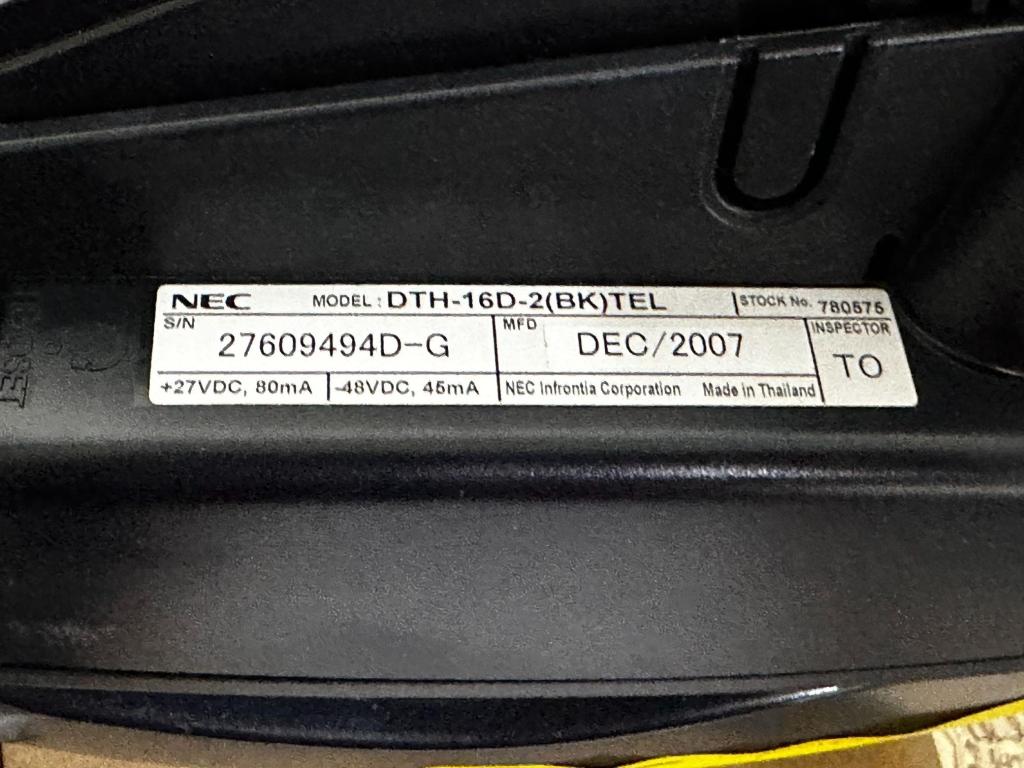 NEC MODEL : DTH-16D-2(BK)TEL STOCK No. 780575
S/N 27609494D-G MFD DEC/2007 INSPECTOR TO
+27VDC, 80mA -48VDC, 45mA NEC Infrontia Corporation Made in Thailand